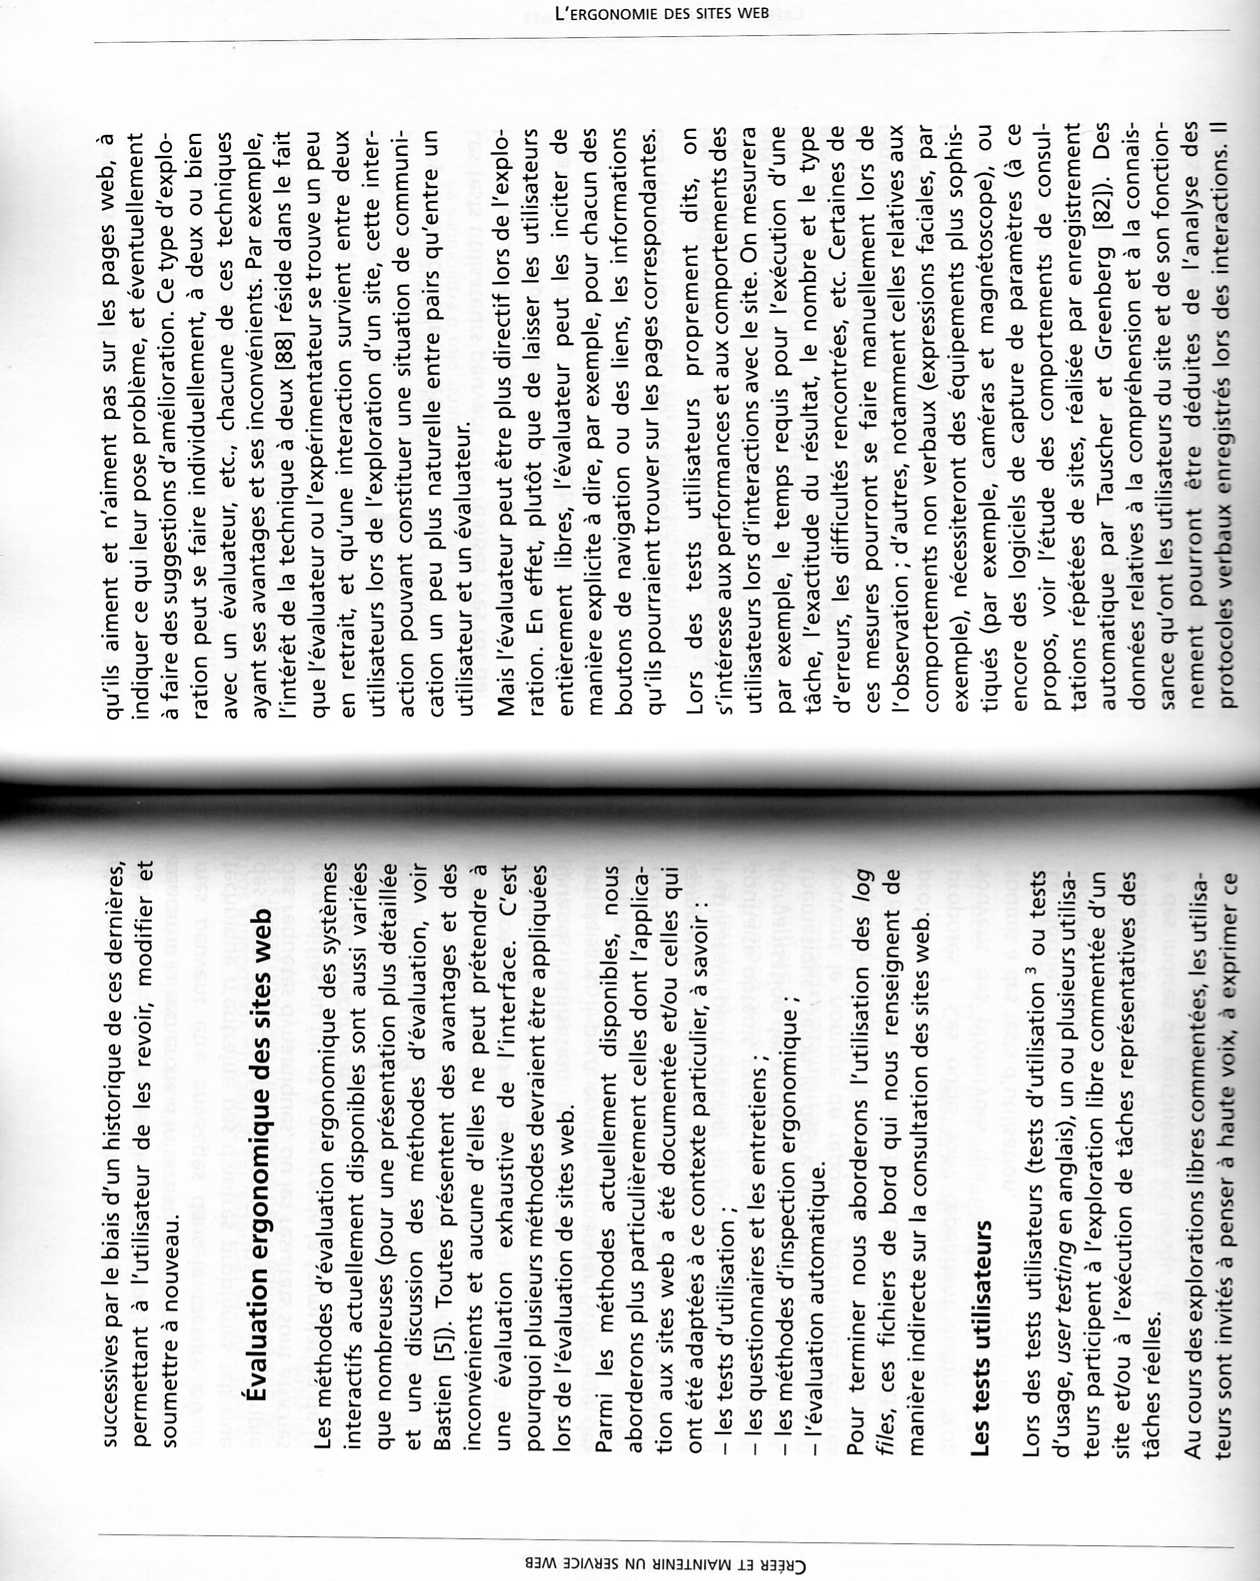 CRÉER ET MAINTENIR UN SERVICE WEB
successives par le biais d'un historique de ces dernières,
permettant à l'utilisateur de les revoir, modifier et
soumettre à nouveau.
Évaluation ergonomique des sites web
Les méthodes d'évaluation ergonomique des systèmes
interactifs actuellement disponibles sont aussi variées
que nombreuses (pour une présentation plus détaillée
et une discussion des méthodes d'évaluation, voir
Bastien [5]). Toutes présentent des avantages et des
inconvénients et aucune d'elles ne peut prétendre à
une évaluation exhaustive de l'interface. C'est
pourquoi plusieurs méthodes devraient être appliquées
lors de l'évaluation de sites web.
Parmi les méthodes actuellement disponibles, nous
aborderons plus particulièrement celles dont l'applica-
tion aux sites web a été documentée et/ou celles qui
ont été adaptées à ce contexte particulier, à savoir :
– les tests d'utilisation ;
– les questionnaires et les entretiens ;
– les méthodes d'inspection ergonomique ;
– l'évaluation automatique.
Pour terminer nous aborderons l'utilisation des log
files, ces fichiers de bord qui nous renseignent de
manière indirecte sur la consultation des sites web.
Les tests utilisateurs
Lors des tests utilisateurs (tests d'utilisation 3 ou tests
d'usage, user testing en anglais), un ou plusieurs utilisa-
teurs participent à l'exploration libre commentée d'un
site et/ou à l'exécution de tâches représentatives des
tâches réelles.
Au cours des explorations libres commentées, les utilisa-
teurs sont invités à penser à haute voix, à exprimer ce
L'ERGONOMIE DES SITES WEB
qu'ils aiment et n'aiment pas sur les pages web, à
indiquer ce qui leur pose problème, et éventuellement
à faire des suggestions d'amélioration. Ce type d'explo-
ration peut se faire individuellement, à deux ou bien
avec un évaluateur, etc., chacune de ces techniques
ayant ses avantages et ses inconvénients. Par exemple,
l'intérêt de la technique à deux [88] réside dans le fait
que l'évaluateur ou l'expérimentateur se trouve un peu
en retrait, et qu'une interaction survient entre deux
utilisateurs lors de l'exploration d'un site, cette inter-
action pouvant constituer une situation de communi-
cation un peu plus naturelle entre pairs qu'entre un
utilisateur et un évaluateur.
Mais l'évaluateur peut être plus directif lors de l'explo-
ration. En effet, plutôt que de laisser les utilisateurs
entièrement libres, l'évaluateur peut les inciter de
manière explicite à dire, par exemple, pour chacun des
boutons de navigation ou des liens, les informations
qu'ils pourraient trouver sur les pages correspondantes.
Lors des tests utilisateurs proprement dits, on
s'intéresse aux performances et aux comportements des
utilisateurs lors d'interactions avec le site. On mesurera
par exemple, le temps requis pour l'exécution d'une
tâche, l'exactitude du résultat, le nombre et le type
d'erreurs, les difficultés rencontrées, etc. Certaines de
ces mesures pourront se faire manuellement lors de
l'observation ; d'autres, notamment celles relatives aux
comportements non verbaux (expressions faciales, par
exemple), nécessiteront des équipements plus sophis-
tiqués (par exemple, caméras et magnétoscope), ou
encore des logiciels de capture de paramètres (à ce
propos, voir l'étude des comportements de consul-
tations répétées de sites, réalisée par enregistrement
automatique par Tauscher et Greenberg [82]). Des
données relatives à la compréhension et à la connais-
sance qu'ont les utilisateurs du site et de son fonction-
nement pourront être déduites de l'analyse des
protocoles verbaux enregistrés lors des interactions. Il